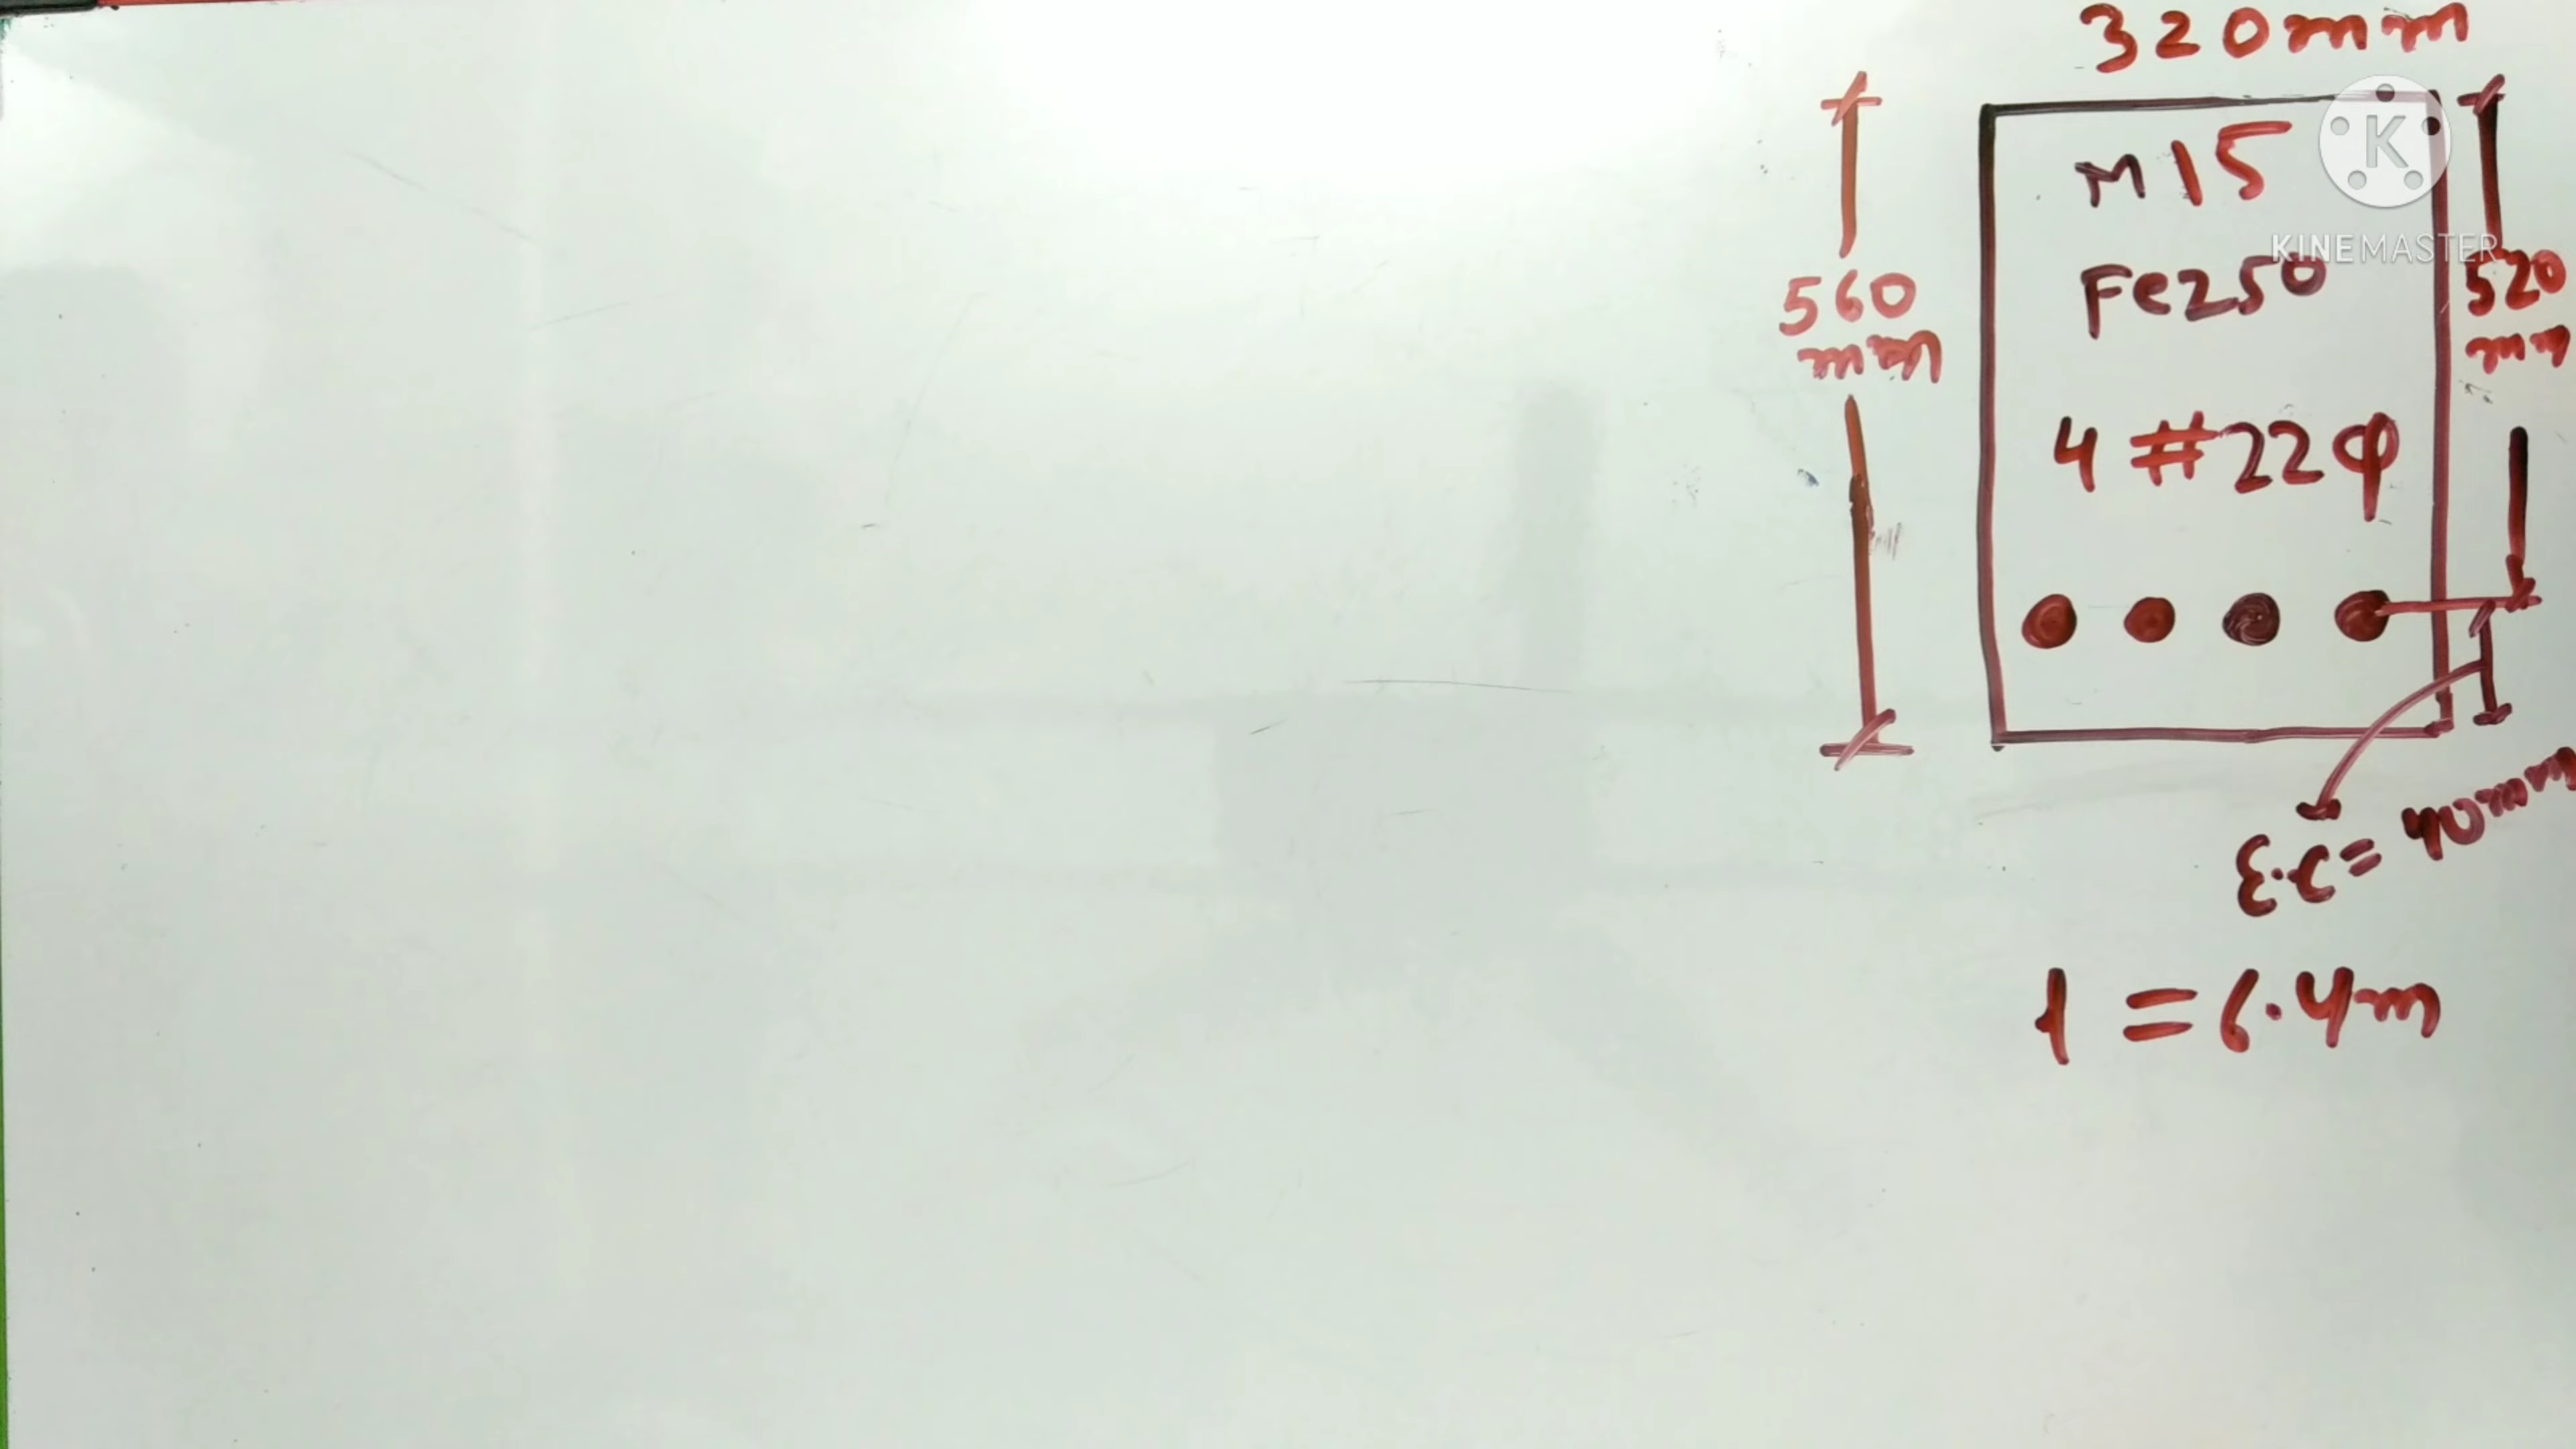 320mm
M15
K
KINEMASTER
Fe250
560
mm
520
mm
4 #22φ
E.C = 40mm
l = 6.4m